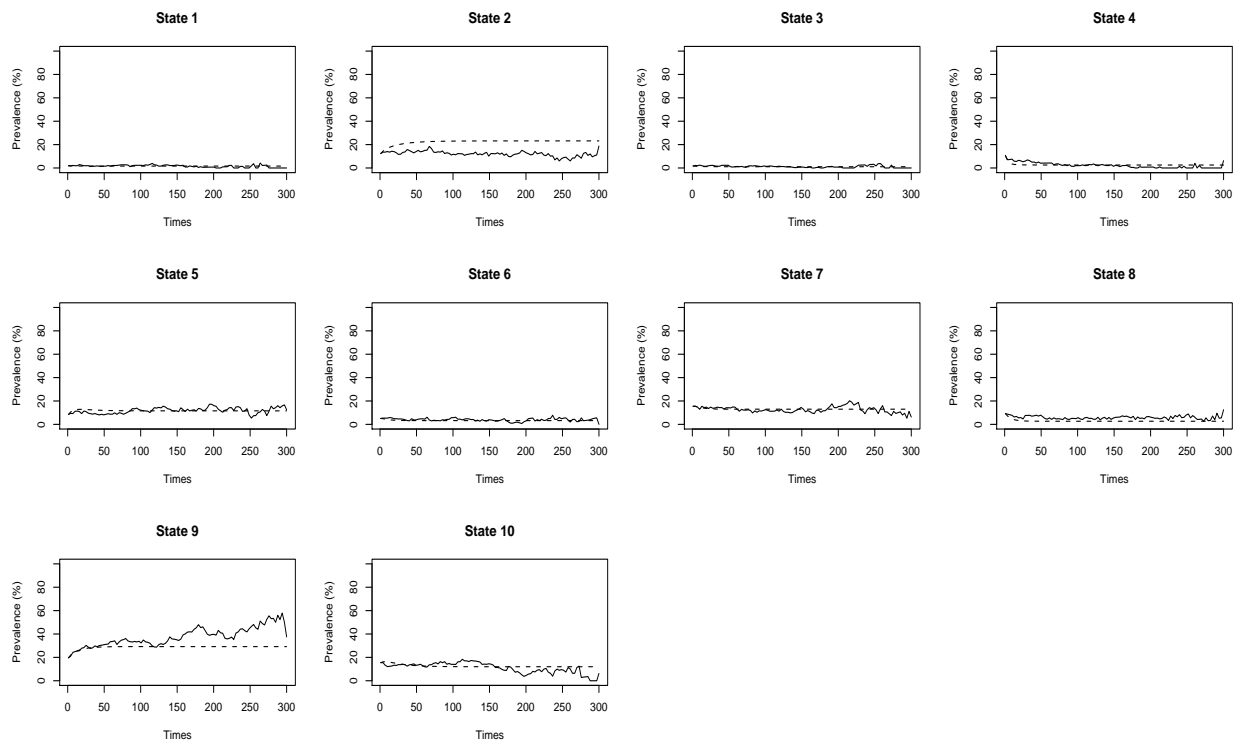 State 1
State 2
State 3
State 4
Prevalence (%)
0 20 40 60 80
0 50 100 150 200 250 300
Times
Prevalence (%)
0 20 40 60 80
0 50 100 150 200 250 300
Times
Prevalence (%)
0 20 40 60 80
0 50 100 150 200 250 300
Times
Prevalence (%)
0 20 40 60 80
0 50 100 150 200 250 300
Times
State 5
State 6
State 7
State 8
Prevalence (%)
0 20 40 60 80
0 50 100 150 200 250 300
Times
Prevalence (%)
0 20 40 60 80
0 50 100 150 200 250 300
Times
Prevalence (%)
0 20 40 60 80
0 50 100 150 200 250 300
Times
Prevalence (%)
0 20 40 60 80
0 50 100 150 200 250 300
Times
State 9
State 10
Prevalence (%)
0 20 40 60 80
0 50 100 150 200 250 300
Times
Prevalence (%)
0 20 40 60 80
0 50 100 150 200 250 300
Times